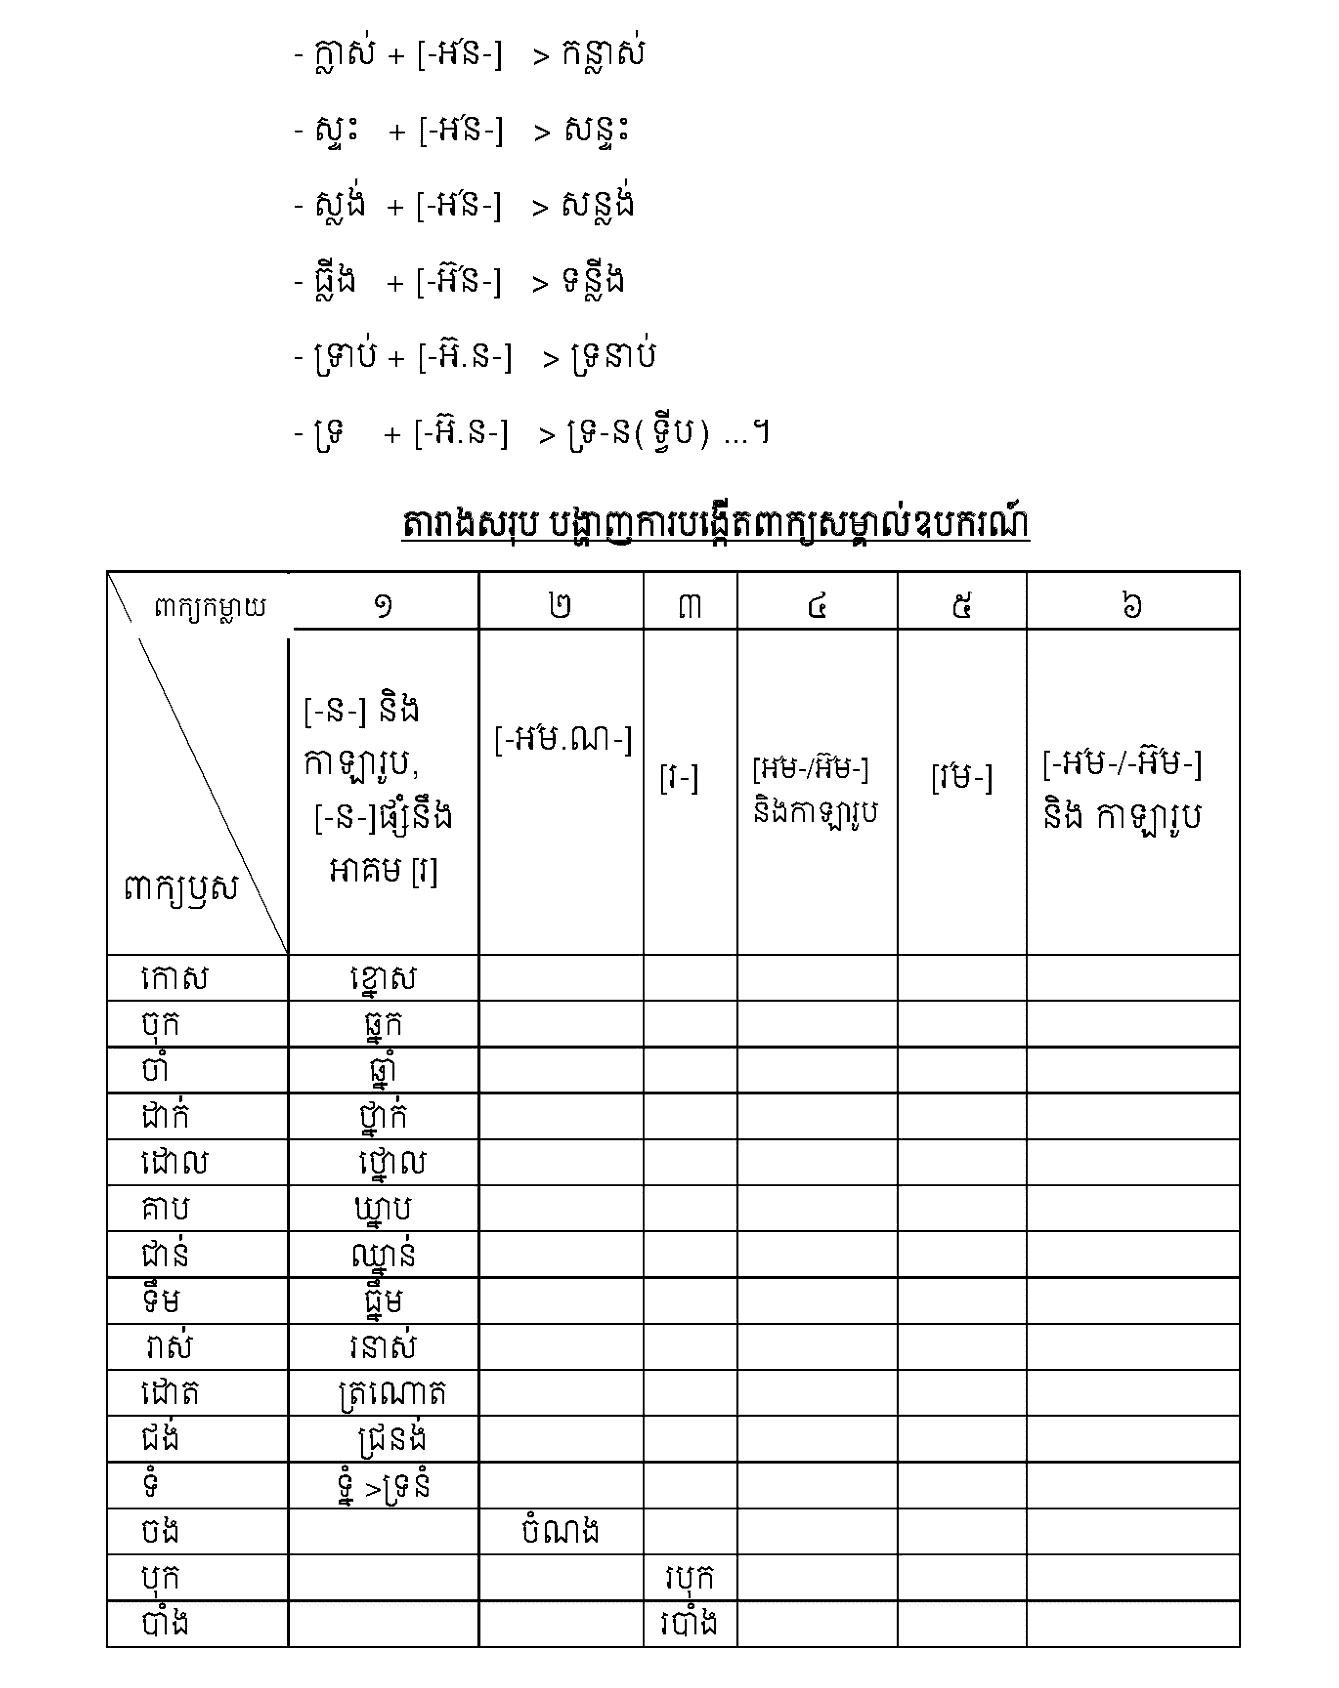 - ក្លាស់ + [-អ៌ន-] > កន្លាស់
- ស្ទះ + [-អ៌ន-] > សន្ទះ
- ស្លង់ + [-អ៌ន-] > សន្លង់
- ធ្លឹង + [-អ៊៌ន-] > ទន្លឹង
- ទ្រាប់ + [-អ៊.ន-] > ទ្រនាប់
- ទ្រ + [-អ៊.ន-] > ទ្រ-ន(ទ្វីប) ...។
តារាងសរុប បង្ហាញការបង្កើតពាក្យសម្គាល់ឧបករណ៍
ពាក្យកម្លាយ ១ ២ ៣ ៤ ៥ ៦
[-ន-] និង
កាឡារូប,
[-ន-]ផ្សំនឹង
អាគម [រ]
[-អម៌.ណ-]
[រ-]
[អម៌-/អ៊ម៌-]
និងកាឡារូប
[រម៌-]
[-អម៌-/-អ៊ម៌-]
និង កាឡារូប
ពាក្យឫស
កោស ខ្នោស
ចុក ឆ្នុក
ចាំ ឆ្នាំ
ដាក់ ថ្នាក់
ដោល ថ្នោល
គាប ឃ្នាប
ជាន់ ឈ្នាន់
ទឹម ធ្នឹម
រាស់ រនាស់
ដោត ត្រណោត
ជង់ ជ្រនង់
ទំ ទ្នំ >ទ្រនំ
ចង ចំណង
បុក របុក
បាំង របាំង